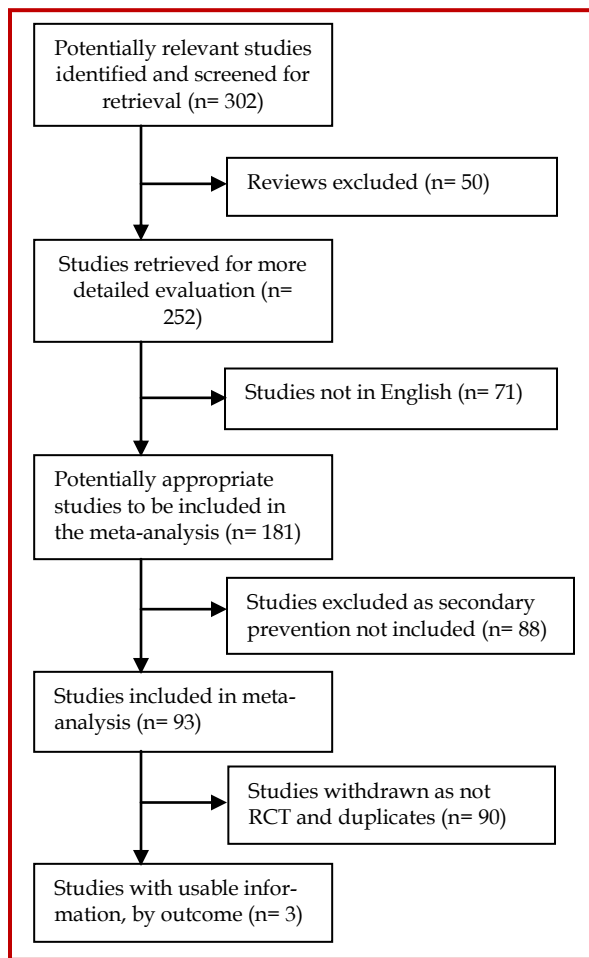 Potentially relevant studies
identified and screened for
retrieval (n= 302)
Reviews excluded (n= 50)
Studies retrieved for more
detailed evaluation (n=
252)
Studies not in English (n= 71)
Potentially appropriate
studies to be included in
the meta-analysis (n= 181)
Studies excluded as secondary
prevention not included (n= 88)
Studies included in meta-
analysis (n= 93)
Studies withdrawn as not
RCT and duplicates (n= 90)
Studies with usable infor-
mation, by outcome (n= 3)